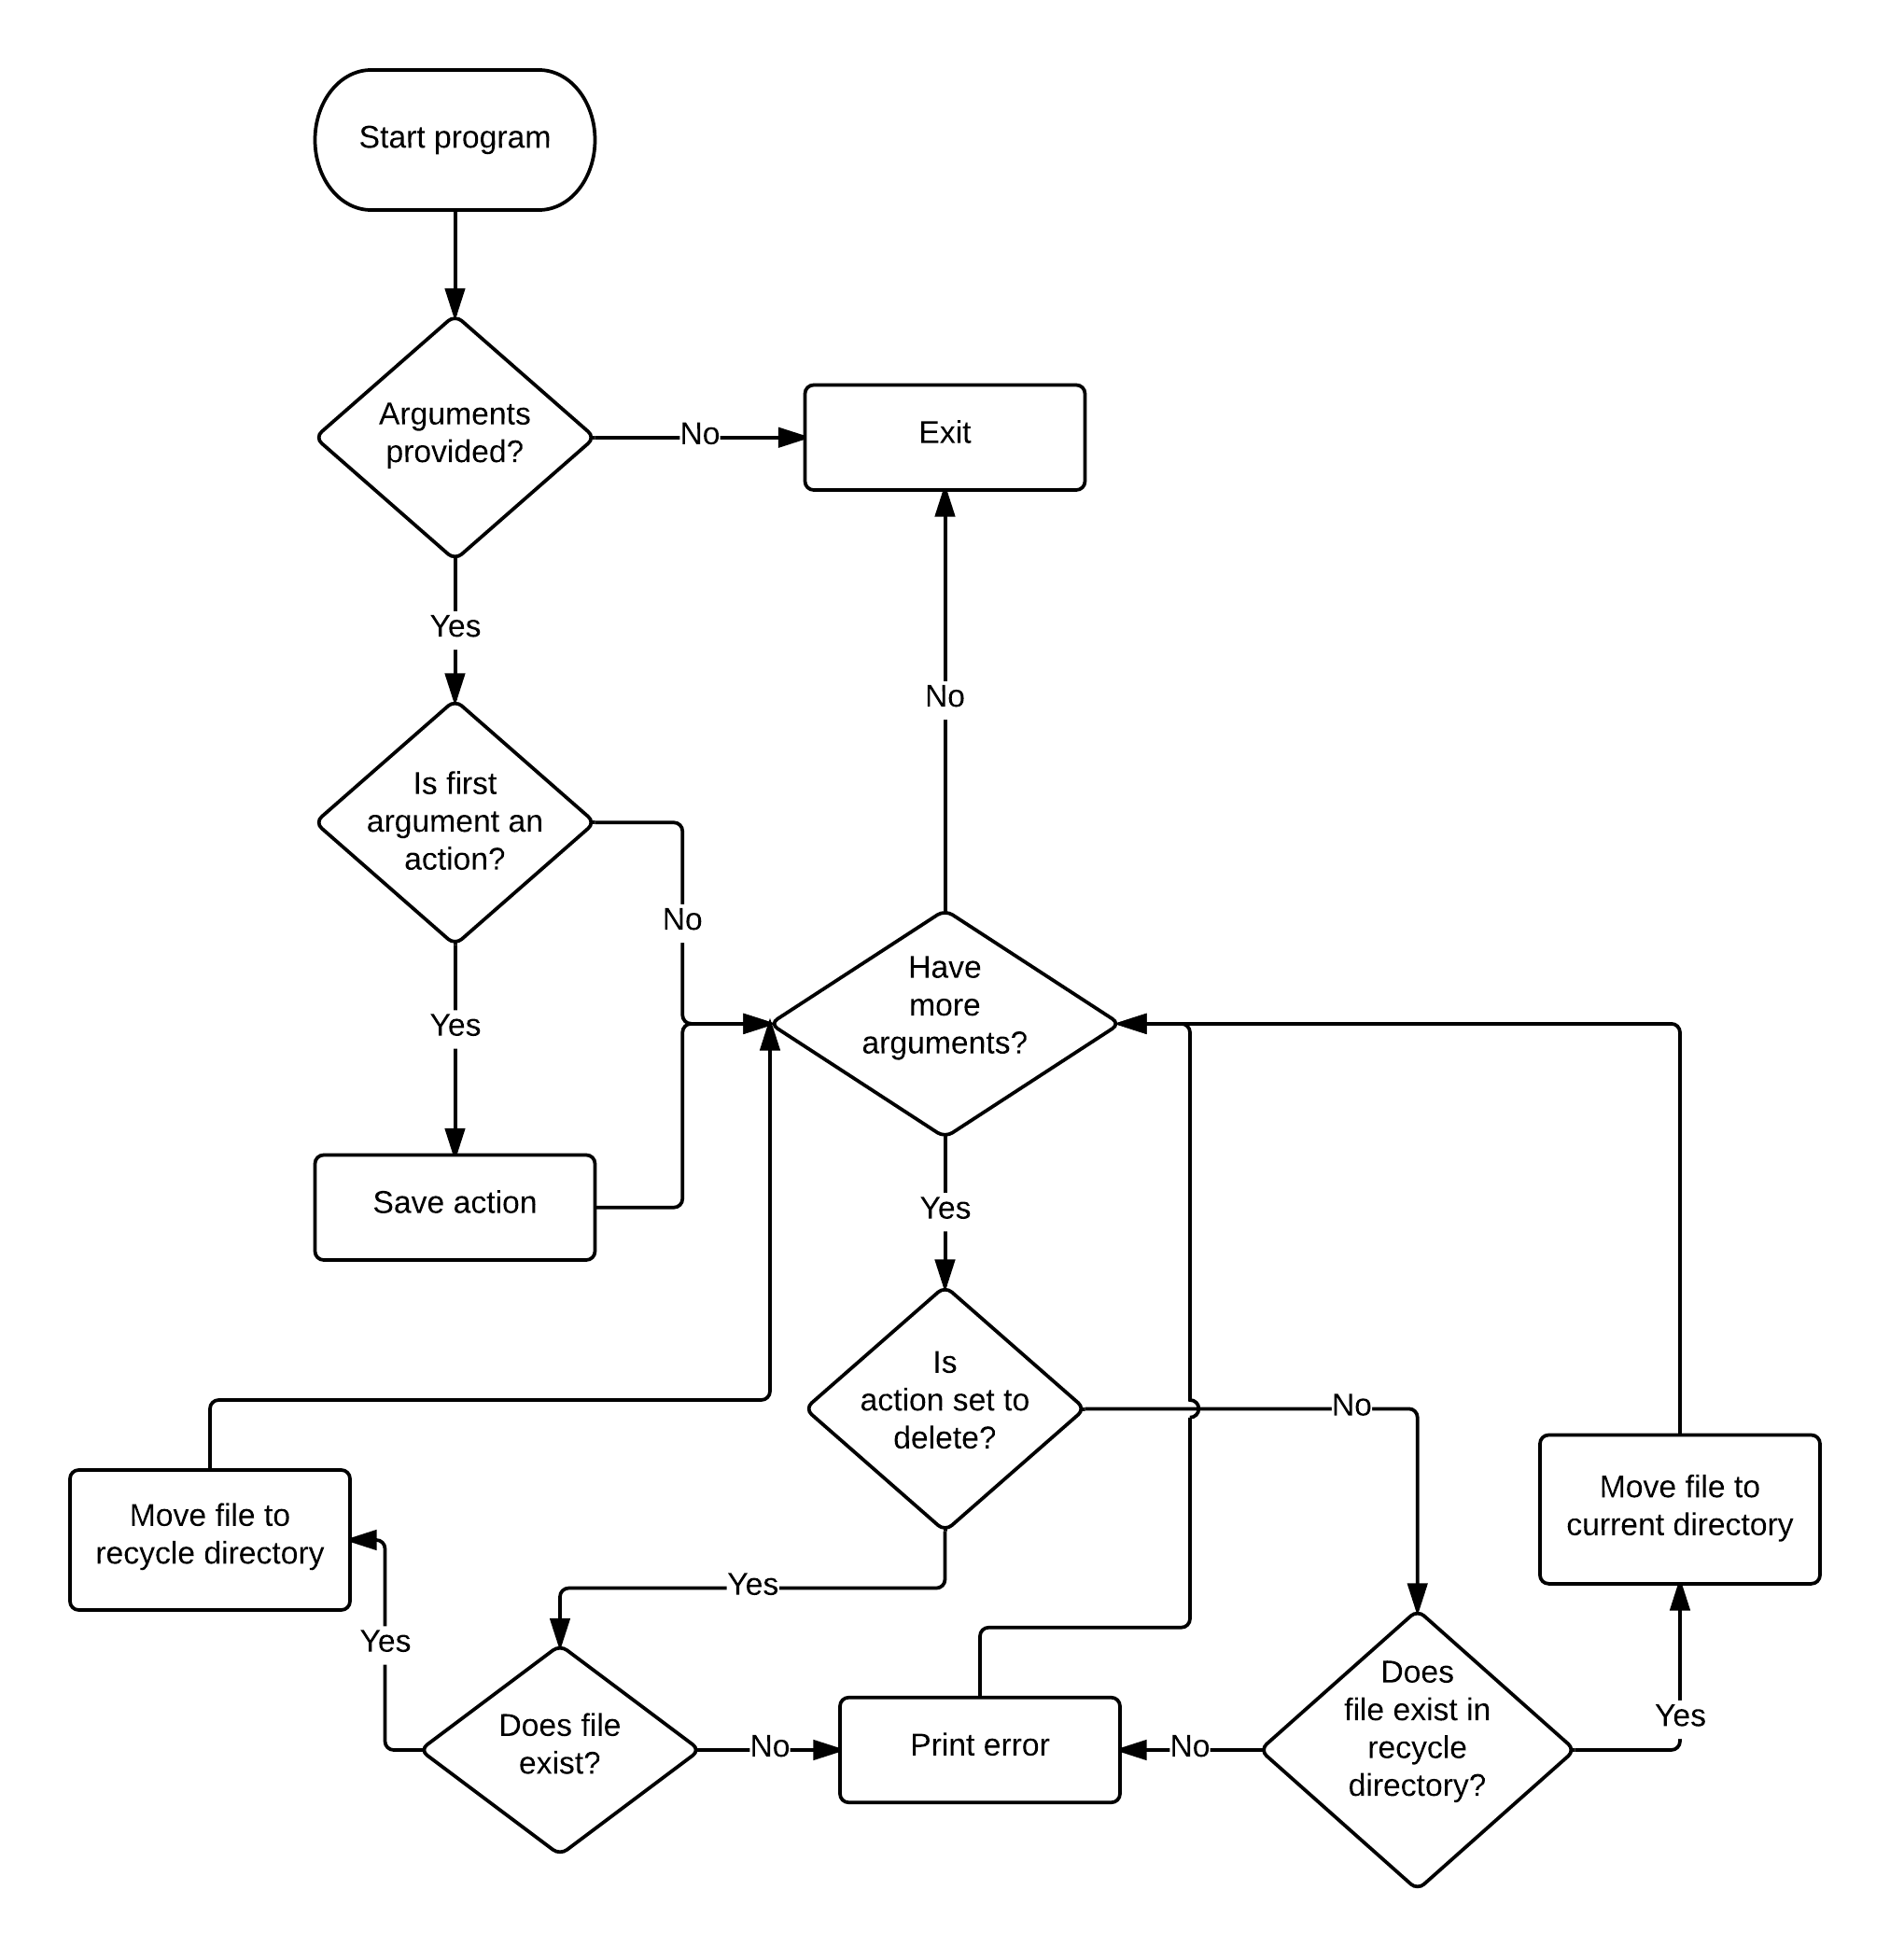 Start program
Arguments
provided?
No
Exit
Yes
No
Is first
argument an
action?
No
Have
more
arguments?
Yes
Save action
Yes
Is
action set to
delete?
No
Move file to
current directory
Move file to
recycle directory
Yes
Yes
Does
file exist in
recycle
directory?
Yes
Does file
exist?
No
Print error
No